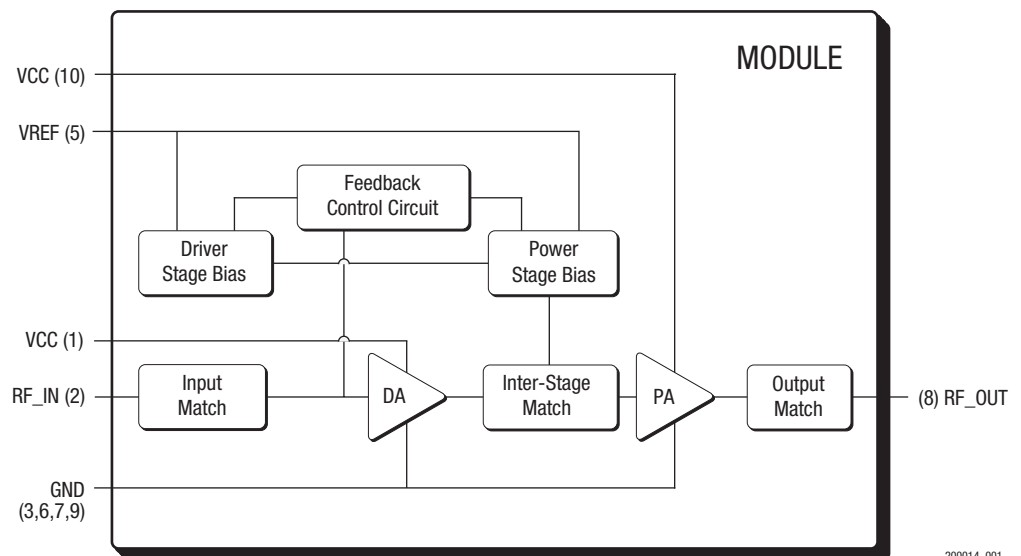 MODULE
VCC (10)
VREF (5)
Feedback
Control Circuit
Driver
Stage Bias
Power
Stage Bias
VCC (1)
RF_IN (2)
Input
Match
DA
Inter-Stage
Match
PA
Output
Match
(8) RF_OUT
GND
(3,6,7,9)
200914_001